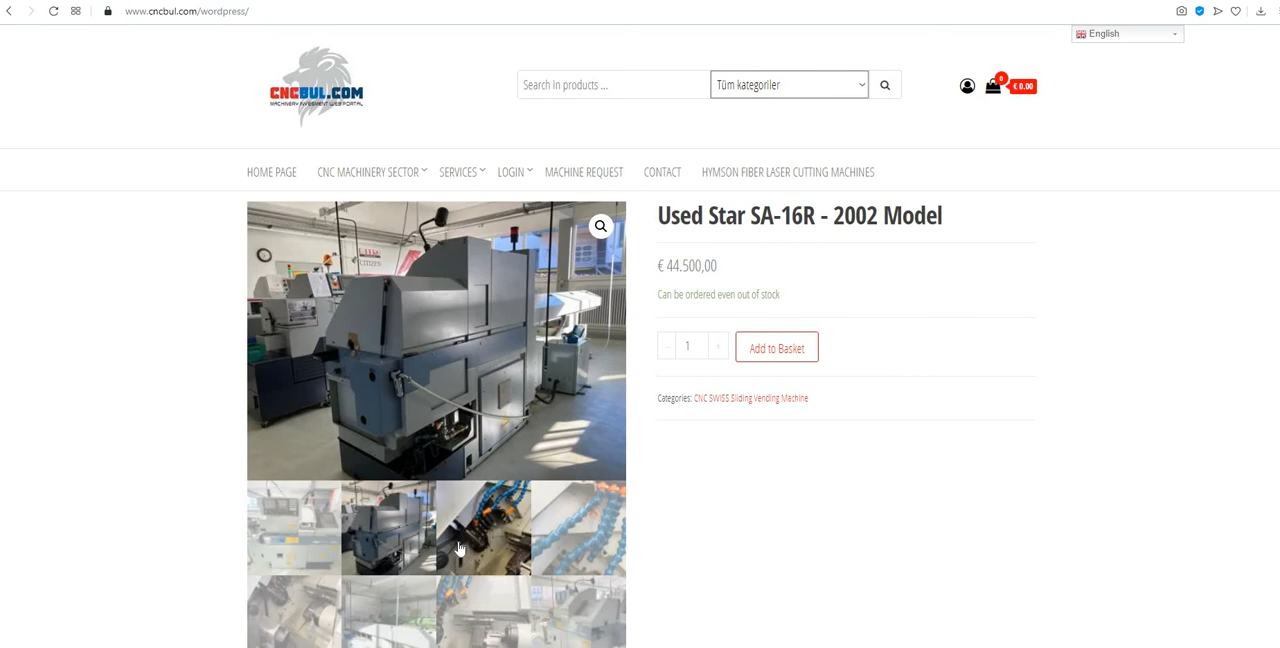 www.cncbul.com/wordpress/
English
CNCBUL.COM
MACHINERY INVESMENT WEB PORTAL
Search in products ...
Tüm kategoriler
0
€ 0.00
HOME PAGE
CNC MACHINERY SECTOR
SERVICES
LOGIN
MACHINE REQUEST
CONTACT
HYMSON FIBER LASER CUTTING MACHINES
CITIZEN
Used Star SA-16R - 2002 Model
€ 44.500,00
Can be ordered even out of stock
- 1 +
Add to Basket
Categories: CNC SWISS Sliding Vending Machine